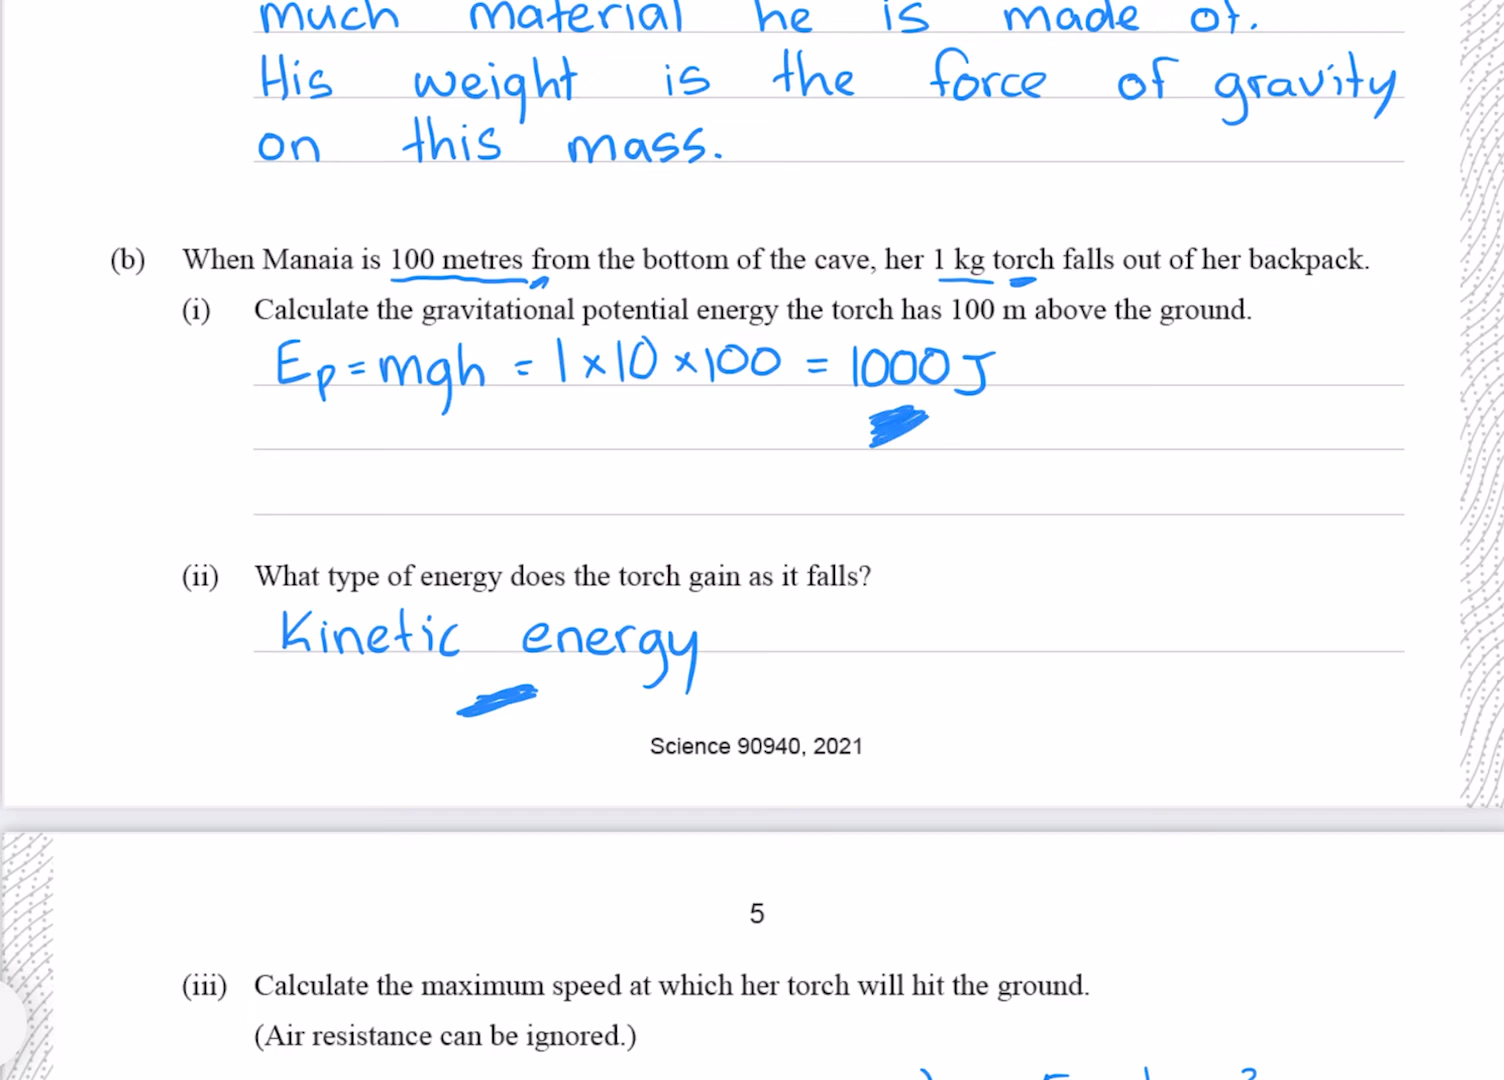 much material he is made of.
His weight is the force of gravity
on this mass.
(b) When Manaia is 100 metres from the bottom of the cave, her 1 kg torch falls out of her backpack.
(i) Calculate the gravitational potential energy the torch has 100 m above the ground.
Ep = mgh = 1 × 10 × 100 = 1000 J
(ii) What type of energy does the torch gain as it falls?
Kinetic energy
Science 90940, 2021
5
(iii) Calculate the maximum speed at which her torch will hit the ground.
(Air resistance can be ignored.)